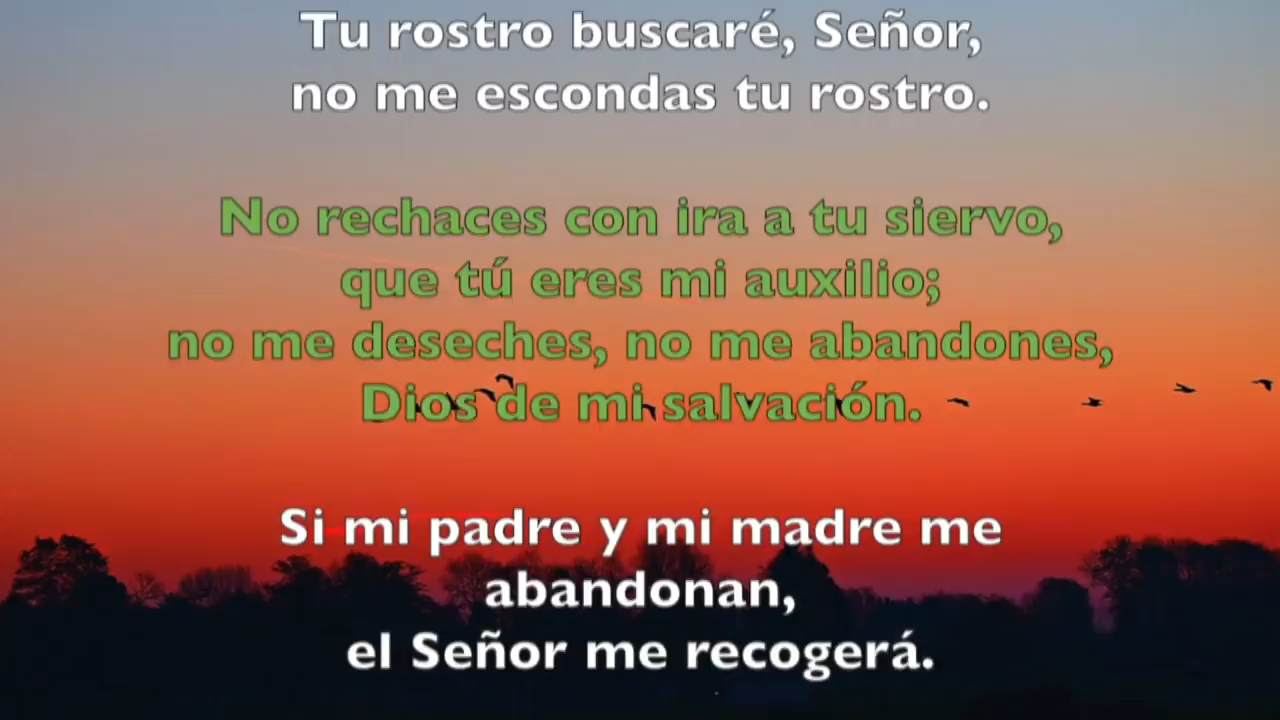 Tu rostro buscaré, Señor,
no me escondas tu rostro.
No rechaces con ira a tu siervo,
que tú eres mi auxilio;
no me deseches, no me abandones,
Dios de mi salvación.
Si mi padre y mi madre me
abandonan,
el Señor me recogerá.